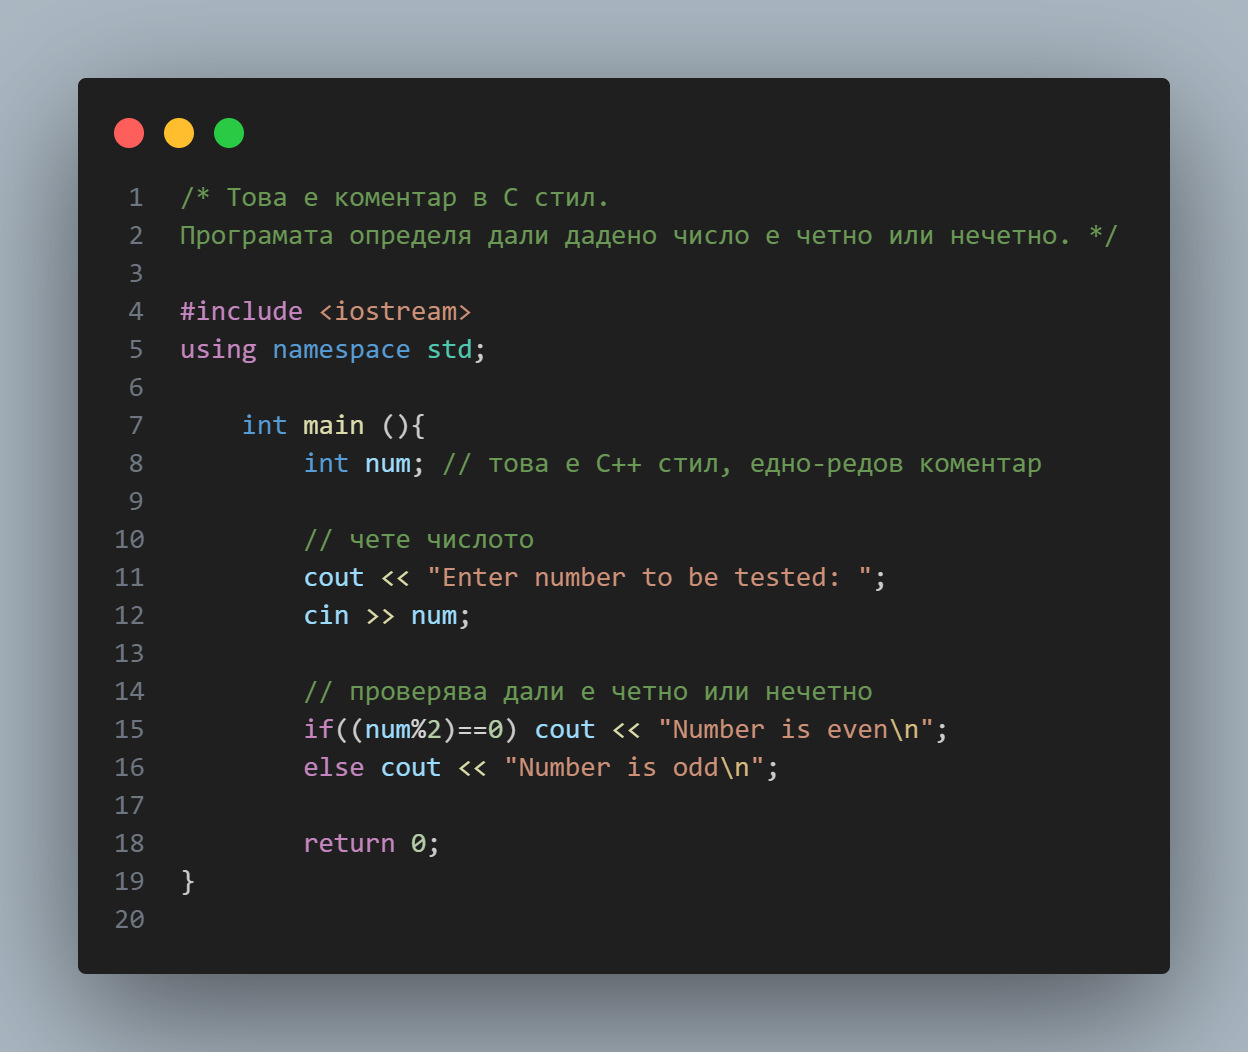 1 /* Това е коментар в C стил.
2 Програмата определя дали дадено число е четно или нечетно. */
3
4 #include <iostream>
5 using namespace std;
6
7     int main (){
8         int num; // това е C++ стил, едно-редов коментар
9
10         // чете числото
11         cout << "Enter number to be tested: ";
12         cin >> num;
13
14         // проверява дали е четно или нечетно
15         if((num%2)==0) cout << "Number is even\n";
16         else cout << "Number is odd\n";
17
18         return 0;
19 }
20